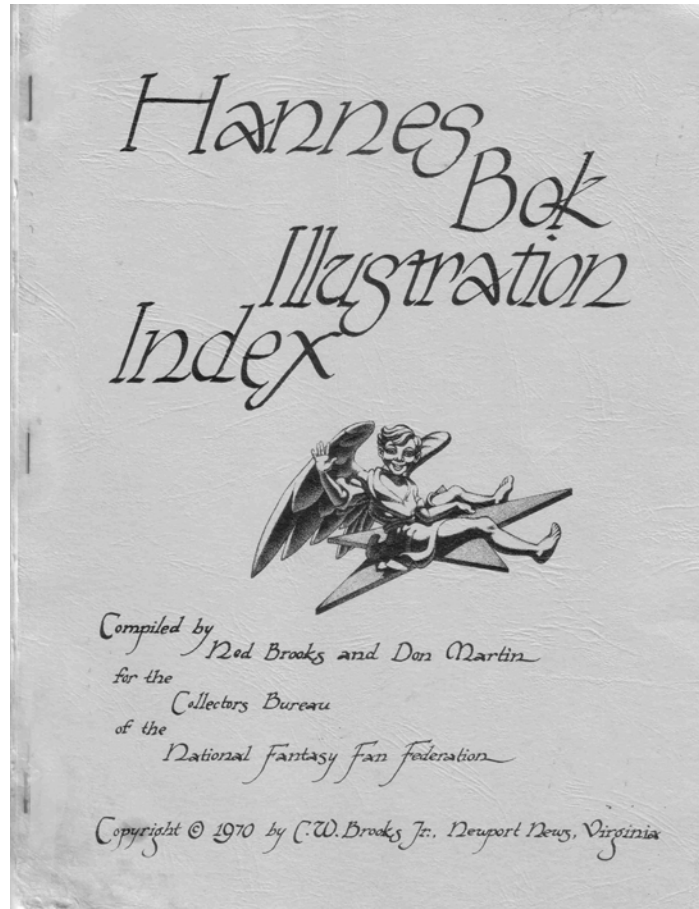 Hannes
Bok
Illustration
Index
Compiled by
Ned Brooks and Don Martin
for the
Collectors Bureau
of the
National Fantasy Fan Federation
Copyright © 1970 by C.W. Brooks Jr., Newport News, Virginia